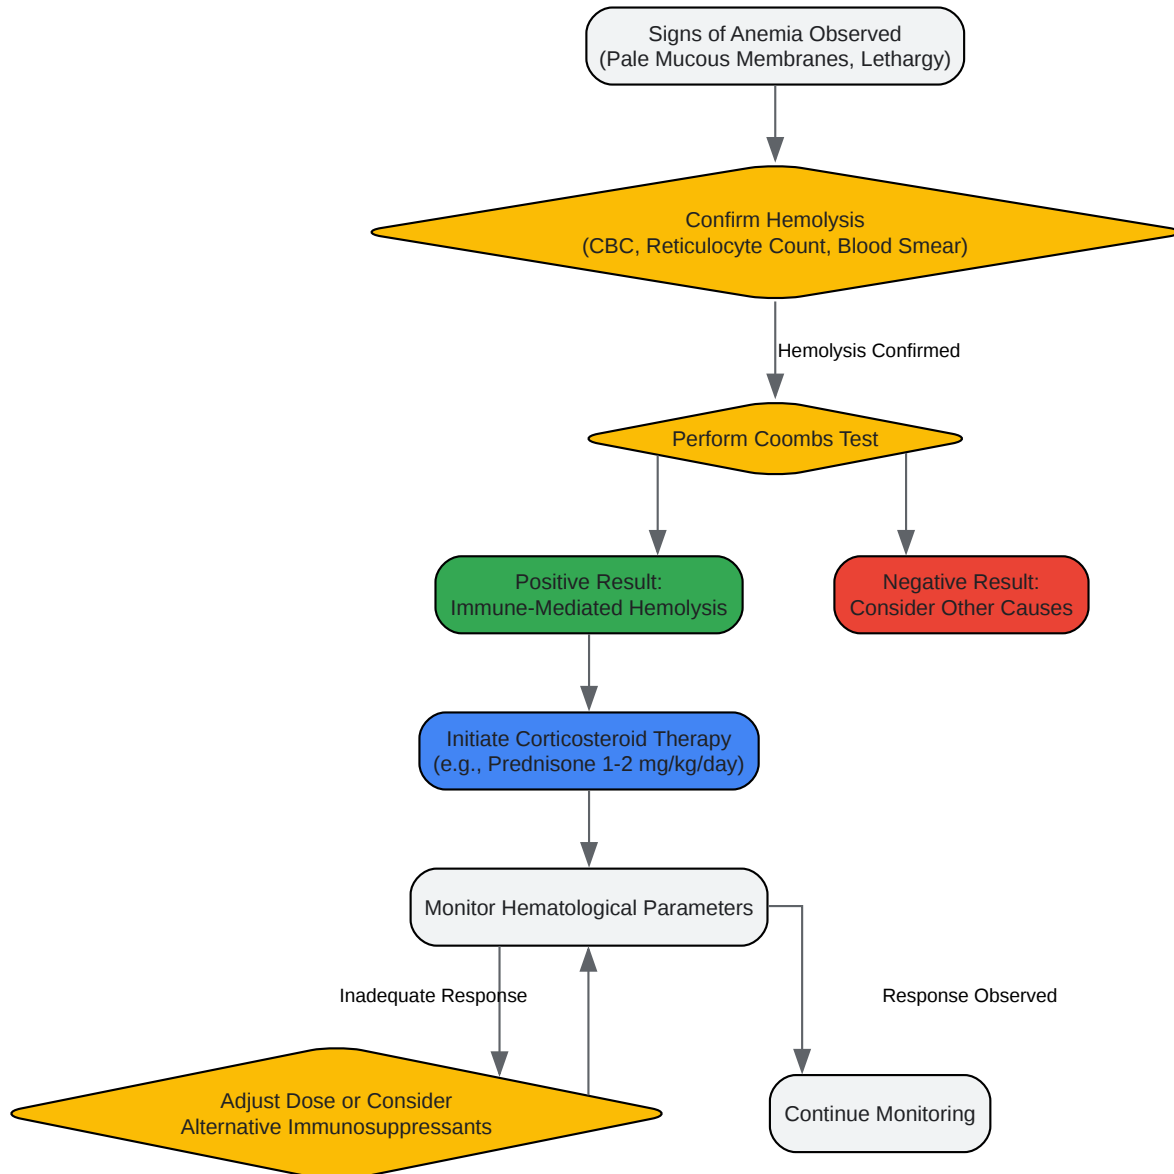 Signs of Anemia Observed
(Pale Mucous Membranes, Lethargy)
Confirm Hemolysis
(CBC, Reticulocyte Count, Blood Smear)
Hemolysis Confirmed
Perform Coombs Test
Positive Result:
Immune-Mediated Hemolysis
Negative Result:
Consider Other Causes
Initiate Corticosteroid Therapy
(e.g., Prednisone 1-2 mg/kg/day)
Monitor Hematological Parameters
Inadequate Response
Response Observed
Adjust Dose or Consider
Alternative Immunosuppressants
Continue Monitoring